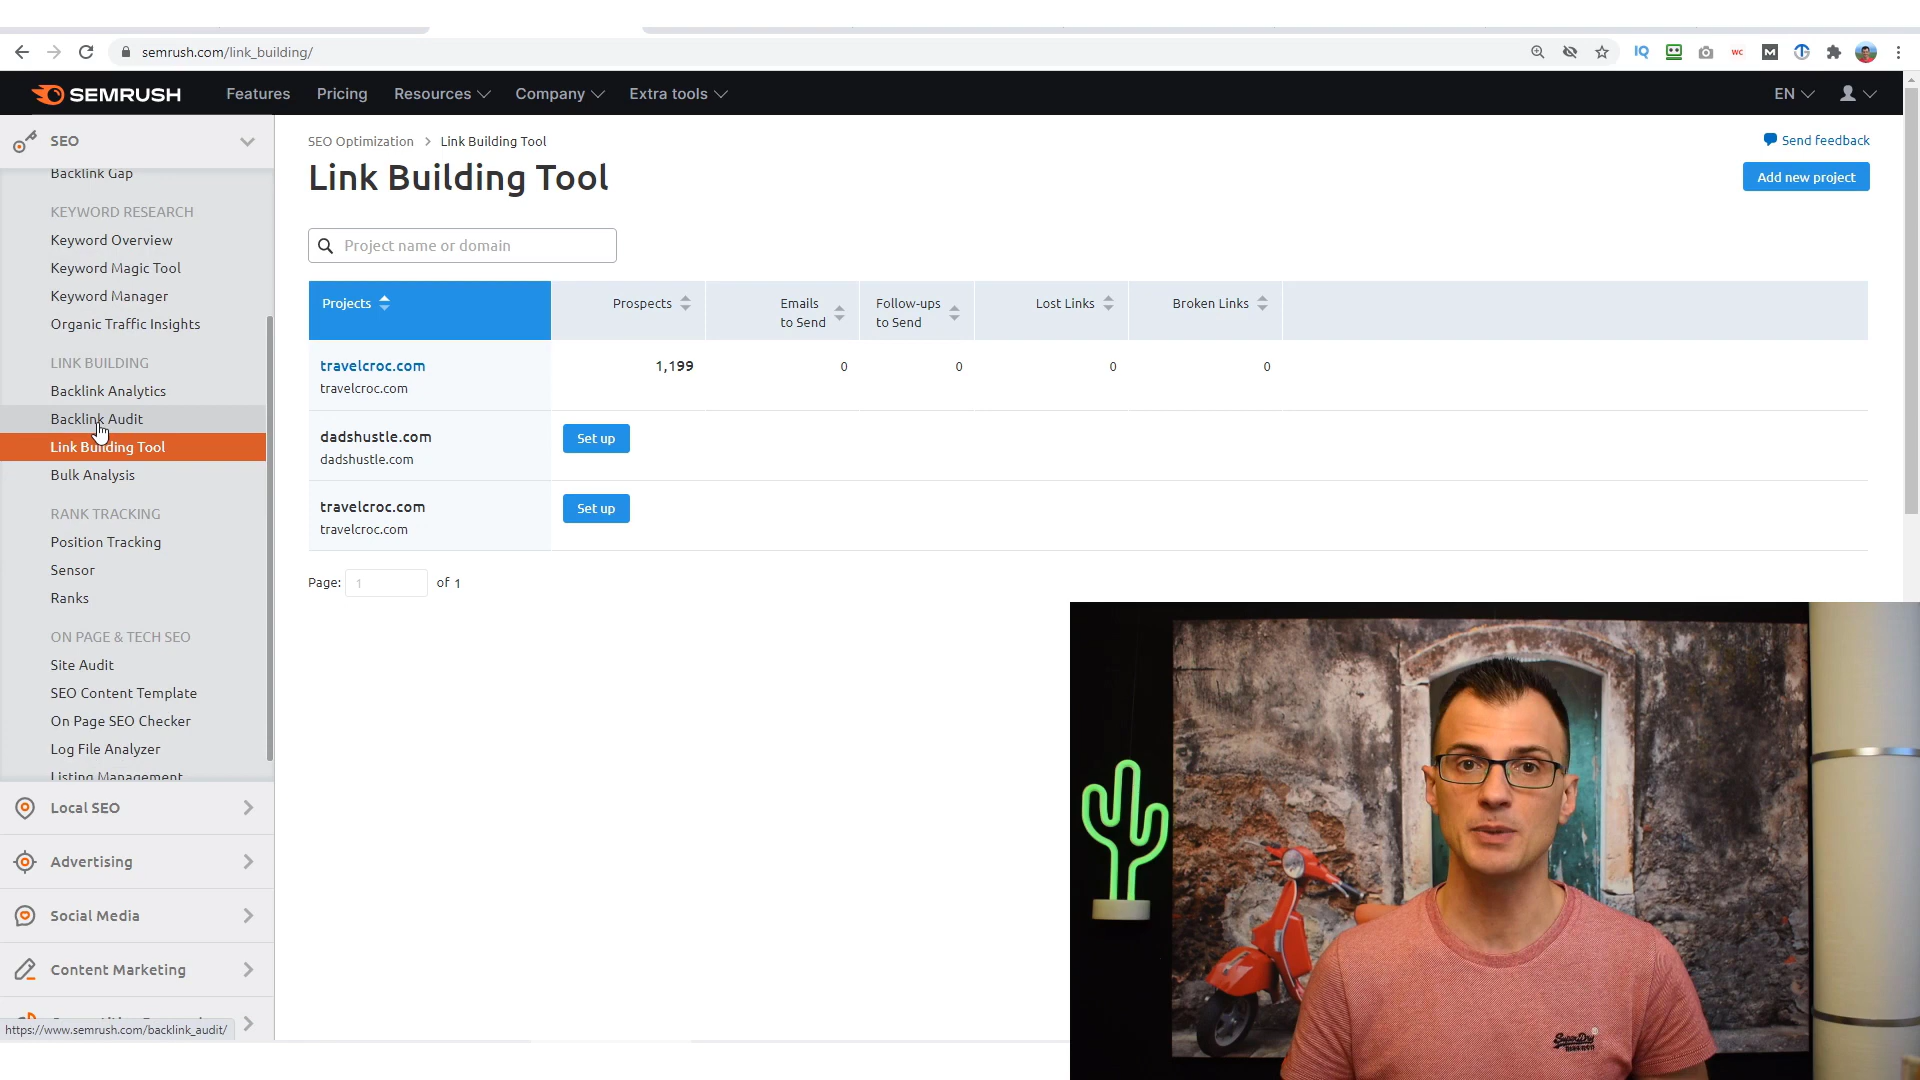 semrush.com/link_building/
IQ
WC
M
SEMRUSH
Features
Pricing
Resources
Company
Extra tools
EN
SEO
Backlink Gap
KEYWORD RESEARCH
Keyword Overview
Keyword Magic Tool
Keyword Manager
Organic Traffic Insights
LINK BUILDING
Backlink Analytics
Backlink Audit
Link Building Tool
Bulk Analysis
RANK TRACKING
Position Tracking
Sensor
Ranks
ON PAGE & TECH SEO
Site Audit
SEO Content Template
On Page SEO Checker
Log File Analyzer
Listing Management
Local SEO
Advertising
Social Media
Content Marketing
https://www.semrush.com/backlink_audit/
SEO Optimization > Link Building Tool
Send feedback
Link Building Tool
Add new project
Project name or domain
Projects
Prospects
Emails
to Send
Follow-ups
to Send
Lost Links
Broken Links
travelcroc.com 1,199 0 0 0 0
travelcroc.com
dadshustle.com Set up
dadshustle.com
travelcroc.com Set up
travelcroc.com
Page: 1 of 1
SuperDry